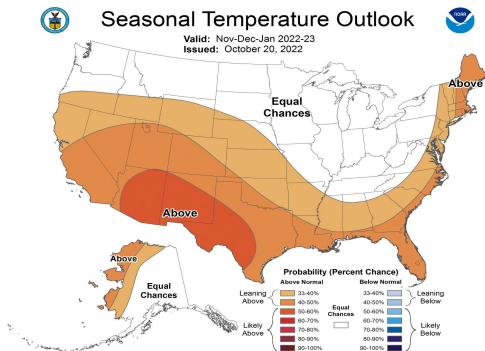 Seasonal Temperature Outlook
Valid: Nov-Dec-Jan 2022-23
Issued: October 20, 2022
NOAA
Above
Equal
Chances
Above
Above
Equal
Chances
Probability (Percent Chance)
Above Normal Below Normal
Leaning
Above
33-40%
40-50%
Likely
Above
50-60%
60-70%
70-80%
80-90%
90-100%
Equal
Chances
33-40%
40-50%
Leaning
Below
50-60%
60-70%
70-80%
80-90%
90-100%
Likely
Below